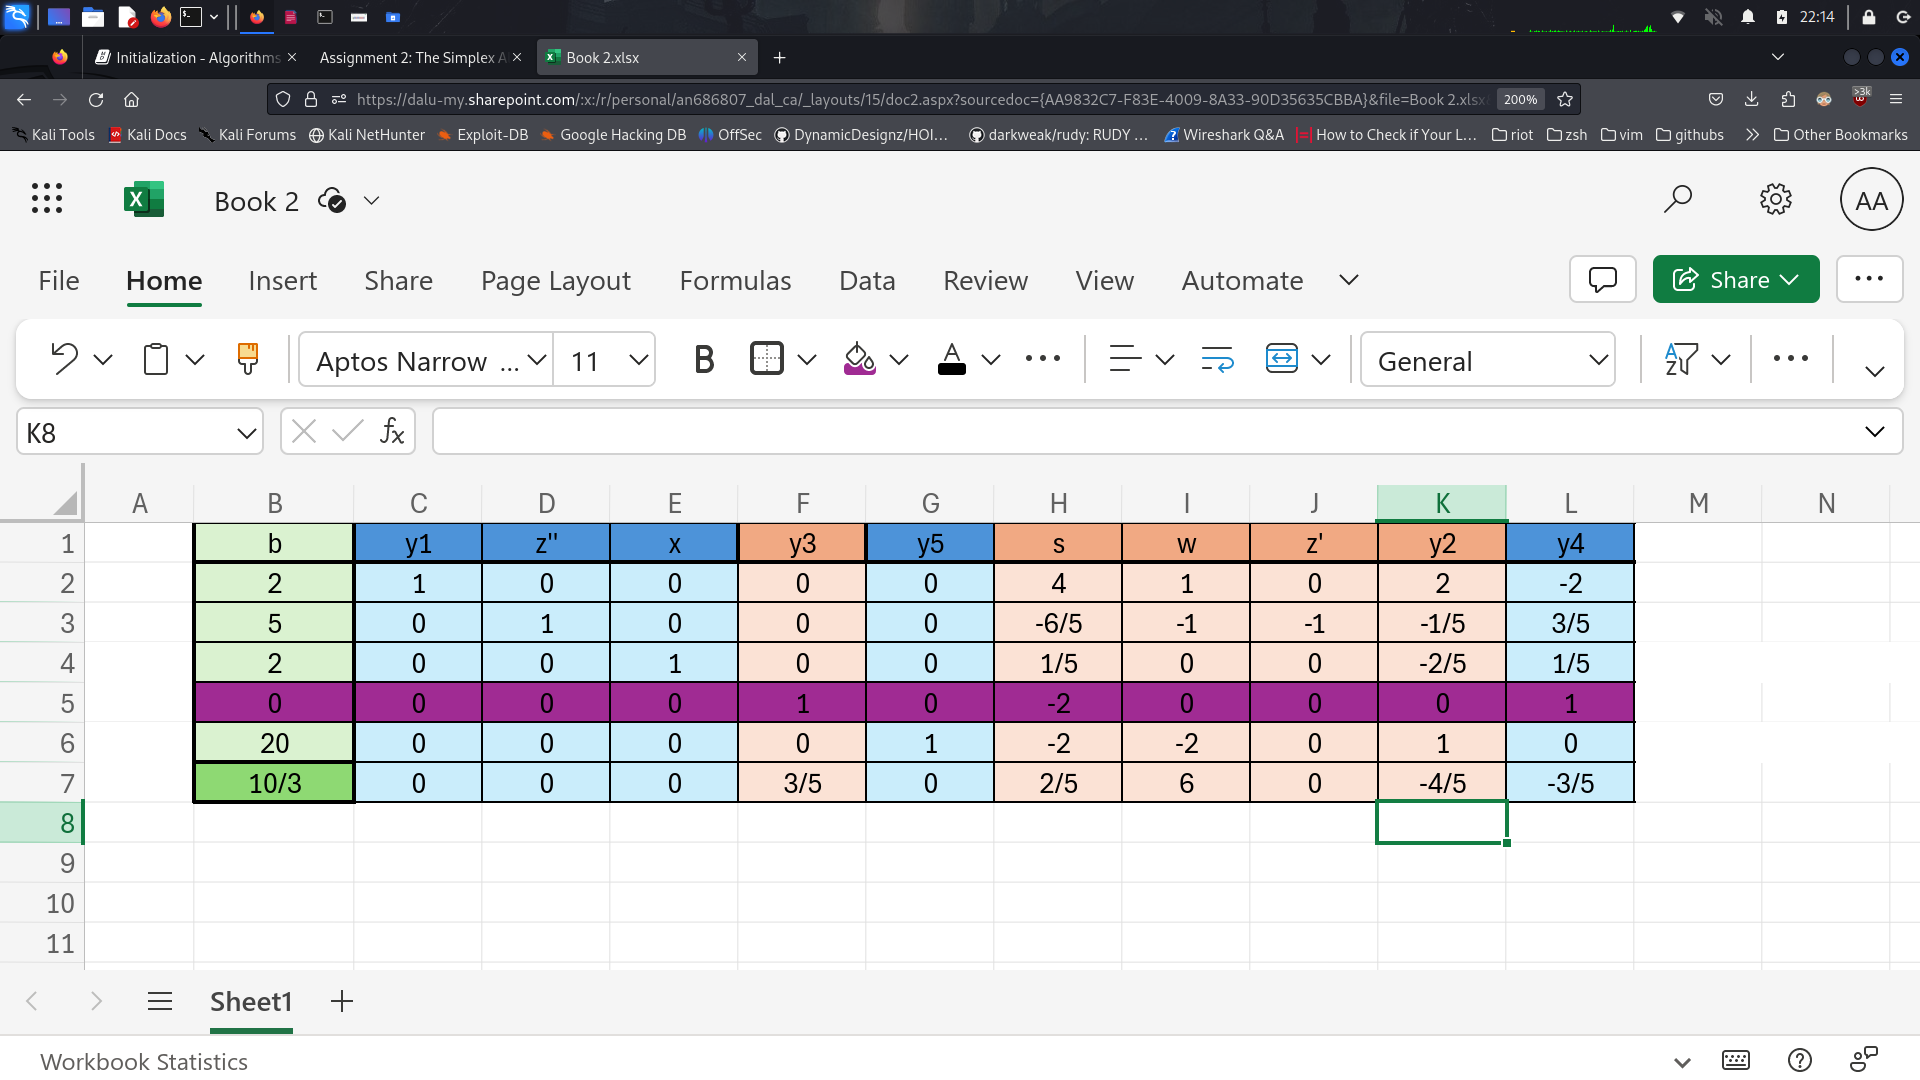 22:14
Initialization - Algorithms
Assignment 2: The Simplex A
Book 2.xlsx
https://dalu-my.sharepoint.com/:x:/r/personal/an686807_dal_ca/_layouts/15/doc2.aspx?sourcedoc={AA9832C7-F83E-4009-8A33-90D35635CBBA}&file=Book 2.xlsx
200%
>3k
Kali Tools Kali Docs Kali Forums Kali NetHunter Exploit-DB Google Hacking DB OffSec DynamicDesignz/HOI… darkweak/rudy: RUDY … Wireshark Q&A How to Check if Your L… riot zsh vim githubs Other Bookmarks
X Book 2 AA
File Home Insert Share Page Layout Formulas Data Review View Automate Share
Aptos Narrow ... 11 B A General AZ
K8 fx
A B C D E F G H I J K L M N
1 b y1 z" x y3 y5 s w z' y2 y4
2 2 1 0 0 0 0 4 1 0 2 -2
3 5 0 1 0 0 0 -6/5 -1 -1 -1/5 3/5
4 2 0 0 1 0 0 1/5 0 0 -2/5 1/5
5 0 0 0 0 1 0 -2 0 0 0 1
6 20 0 0 0 0 1 -2 -2 0 1 0
7 10/3 0 0 0 3/5 0 2/5 6 0 -4/5 -3/5
8
9
10
11
Sheet1
Workbook Statistics